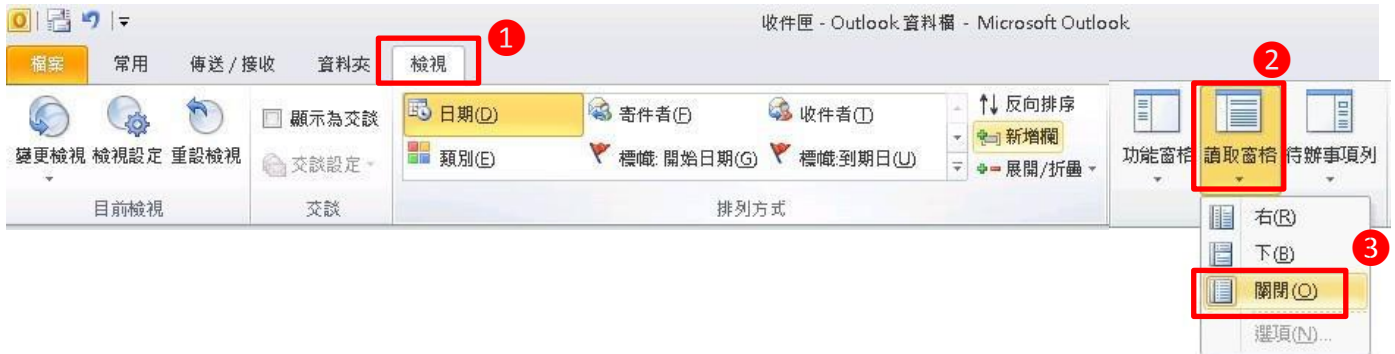 收件匣 - Outlook 資料檔 - Microsoft Outlook
1
檔案 常用 傳送 / 接收 資料夾 檢視
2
變更檢視 檢視設定 重設檢視
顯示為交談
交談設定
日期(D) 寄件者(F) 收件者(T)
類別(E) 標幟: 開始日期(G) 標幟:到期日(U)
反向排序
新增欄
展開/折疊
功能窗格 讀取窗格 待辦事項列
目前檢視 交談 排列方式
右(R)
下(B)
3
關閉(O)
選項(N)...